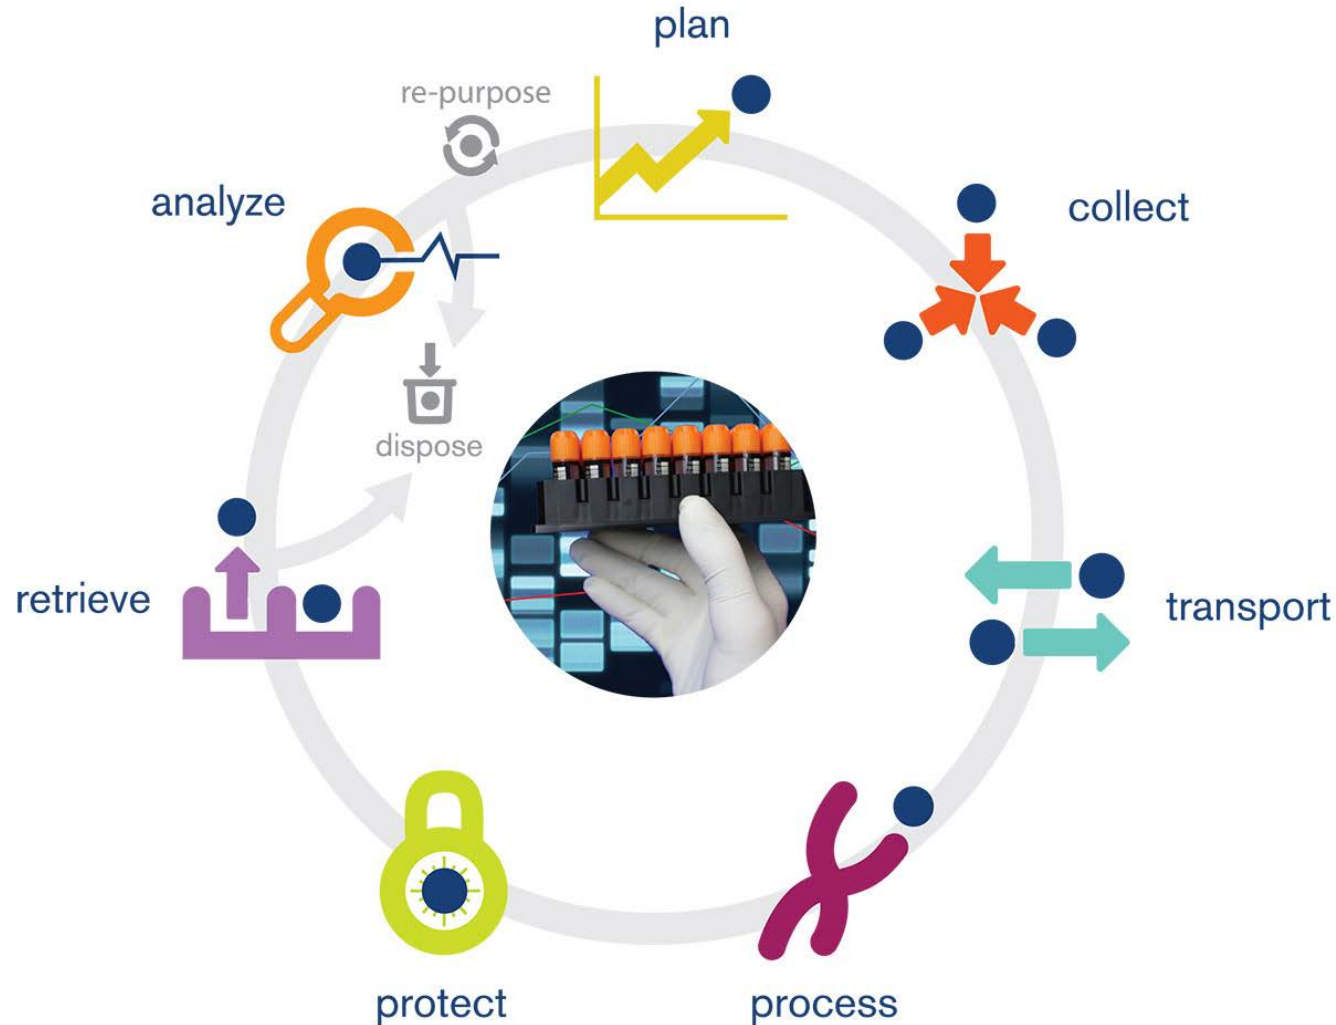 plan
re-purpose
analyze
collect
dispose
retrieve
transport
protect
process